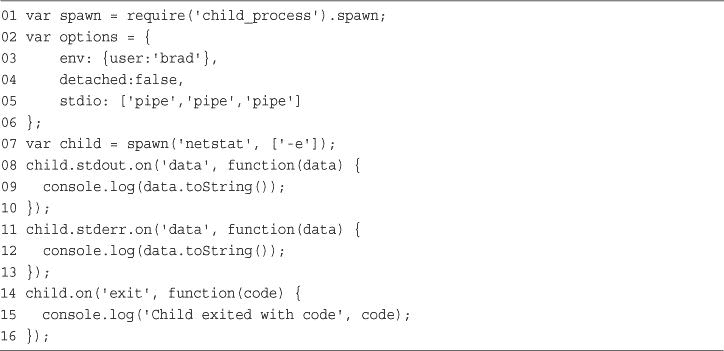 01 var spawn = require('child_process').spawn;
02 var options = {
03     env: {user:'brad'},
04     detached:false,
05     stdio: ['pipe','pipe','pipe']
06 };
07 var child = spawn('netstat', ['-e']);
08 child.stdout.on('data', function(data) {
09   console.log(data.toString());
10 });
11 child.stderr.on('data', function(data) {
12   console.log(data.toString());
13 });
14 child.on('exit', function(code) {
15   console.log('Child exited with code', code);
16 });